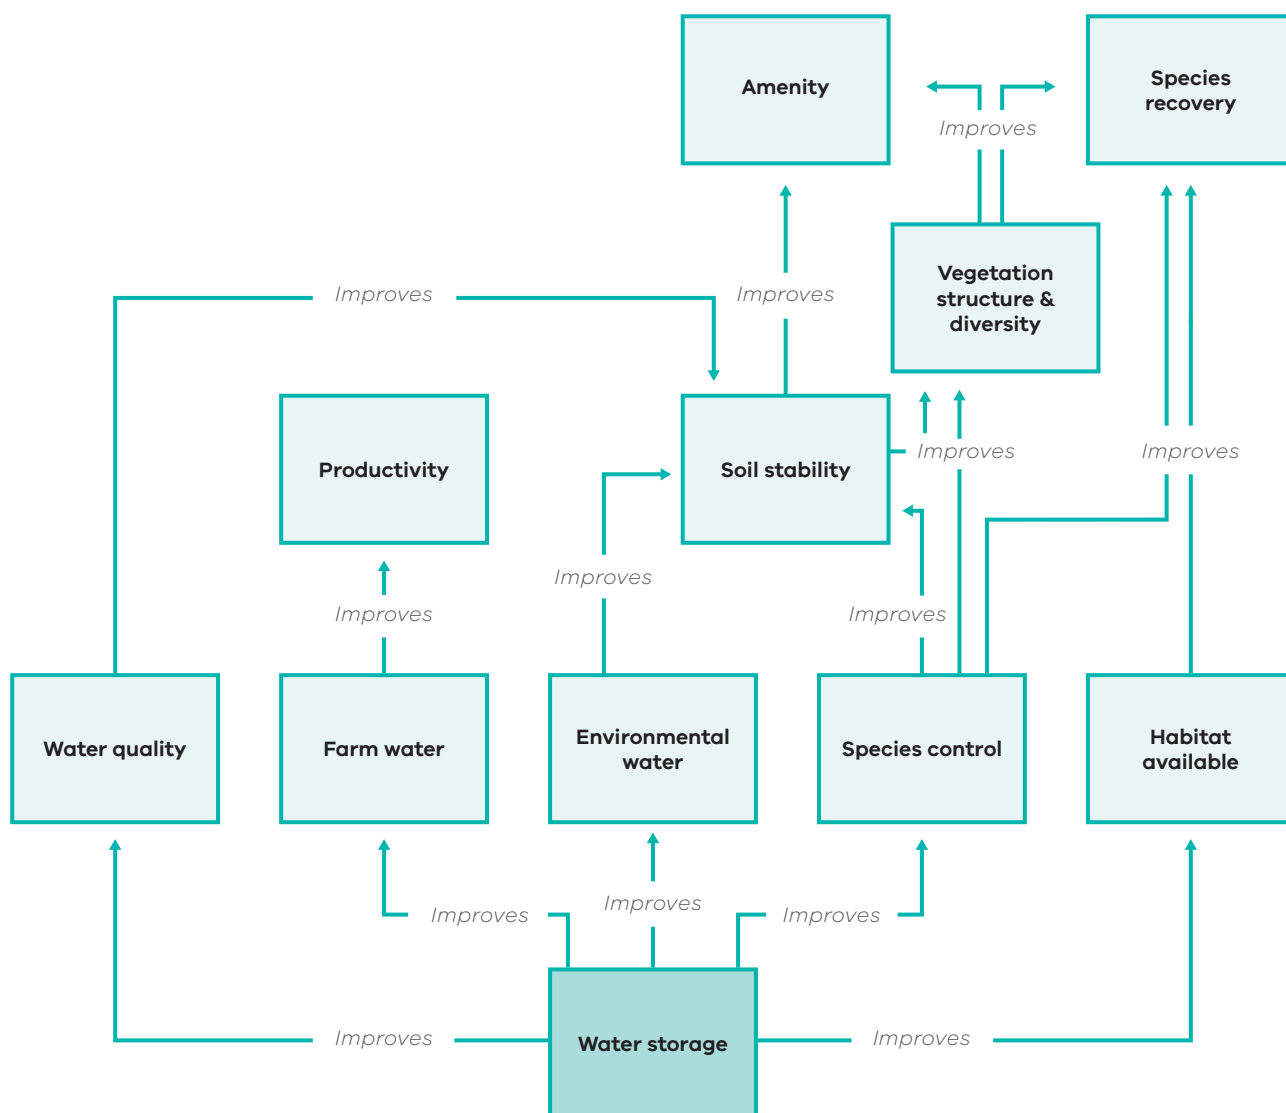 Amenity
Species
recovery
Improves
Vegetation
structure &
diversity
Improves
Improves
Productivity
Soil stability
Improves
Improves
Improves
Improves
Improves
Water quality
Farm water
Environmental
water
Species control
Habitat
available
Improves
Improves
Improves
Improves
Water storage
Improves